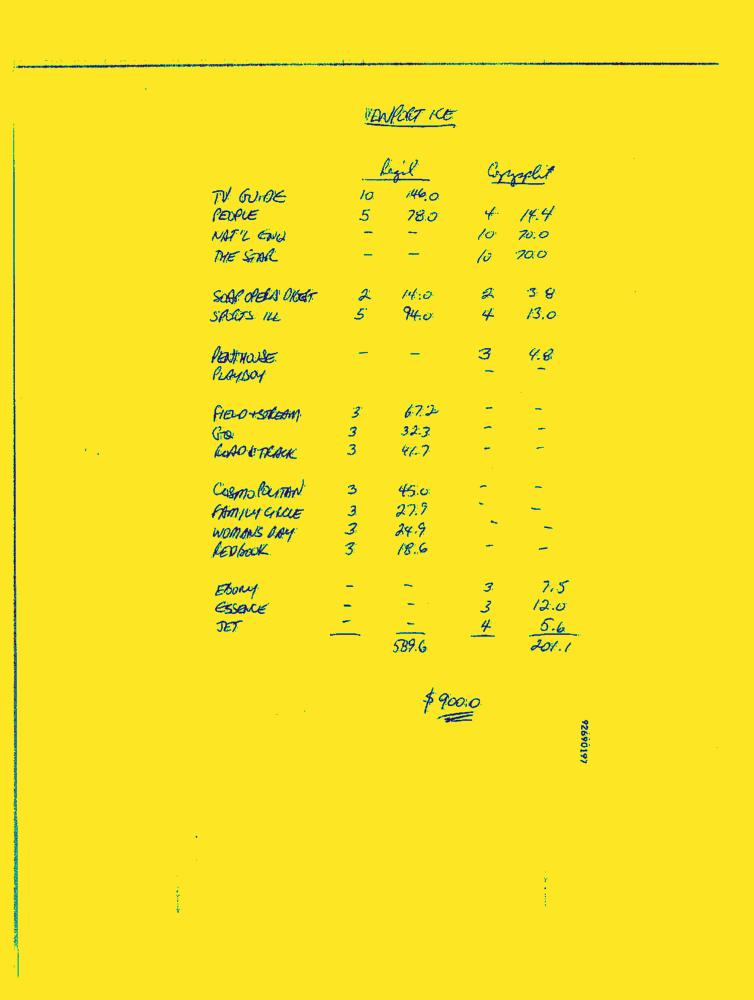 NEWPORT ICE
Reg'l Copysplit
TV GUIDE 10 146.0
PEOPLE 5 78.0 4 14.4
NAT'L ENQ - - 10 70.0
THE STAR - - 10 70.0
SOAP OPERA DIGEST 2 14.0 2 3.8
SPORTS ILL 5 94.0 4 13.0
PENTHOUSE - - 3 4.8
PLAYBOY - -
FIELD + STREAM 3 67.2 - -
GQ 3 32.3 - -
ROAD & TRACK 3 41.7 - -
COSMOPOLITAN 3 45.0 - -
FAMILY CIRCLE 3 27.9 - -
WOMANS DAY 3 24.9 - -
REDBOOK 3 18.6 - -
EBONY - - 3 7.5
ESSENCE - - 3 12.0
JET - - 4 5.6
589.6 201.1
$900.0
92690197